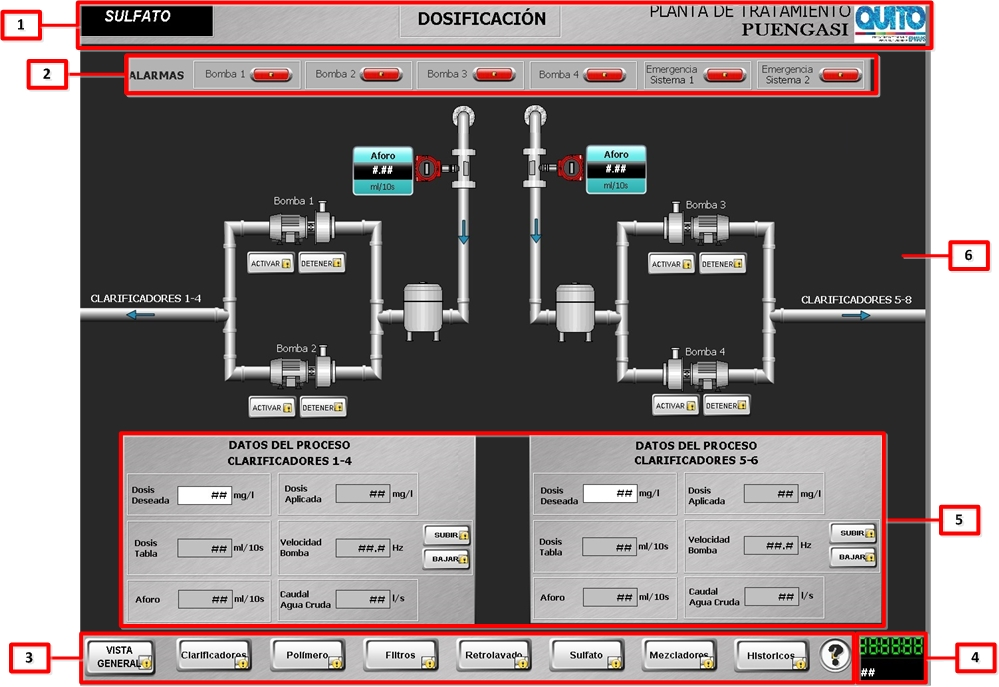 1
SULFATO
DOSIFICACIÓN
PLANTA DE TRATAMIENTO
PUENGASI
QUITO
2
ALARMAS
Bomba 1
Bomba 2
Bomba 3
Bomba 4
Emergencia
Sistema 1
Emergencia
Sistema 2
Aforo
#.##
ml/10s
Aforo
#.##
ml/10s
Bomba 1
ACTIVAR
DETENER
Bomba 3
ACTIVAR
DETENER
6
CLARIFICADORES 1-4
CLARIFICADORES 5-8
Bomba 2
ACTIVAR
DETENER
Bomba 4
ACTIVAR
DETENER
DATOS DEL PROCESO
CLARIFICADORES 1-4
Dosis
Deseada
## mg/l
Dosis
Aplicada
## mg/l
Dosis
Tabla
## ml/10s
Velocidad
Bomba
##.# Hz
SUBIR
BAJAR
Aforo
## ml/10s
Caudal
Agua Cruda
## l/s
DATOS DEL PROCESO
CLARIFICADORES 5-6
Dosis
Deseada
## mg/l
Dosis
Aplicada
## mg/l
Dosis
Tabla
## ml/10s
Velocidad
Bomba
##.# Hz
SUBIR
BAJAR
Aforo
## ml/10s
Caudal
Agua Cruda
## l/s
5
3
VISTA
GENERAL
Clarificadores
Polímero
Filtros
Retrolavado
Sulfato
Mezcladores
Historicos
?
##
4